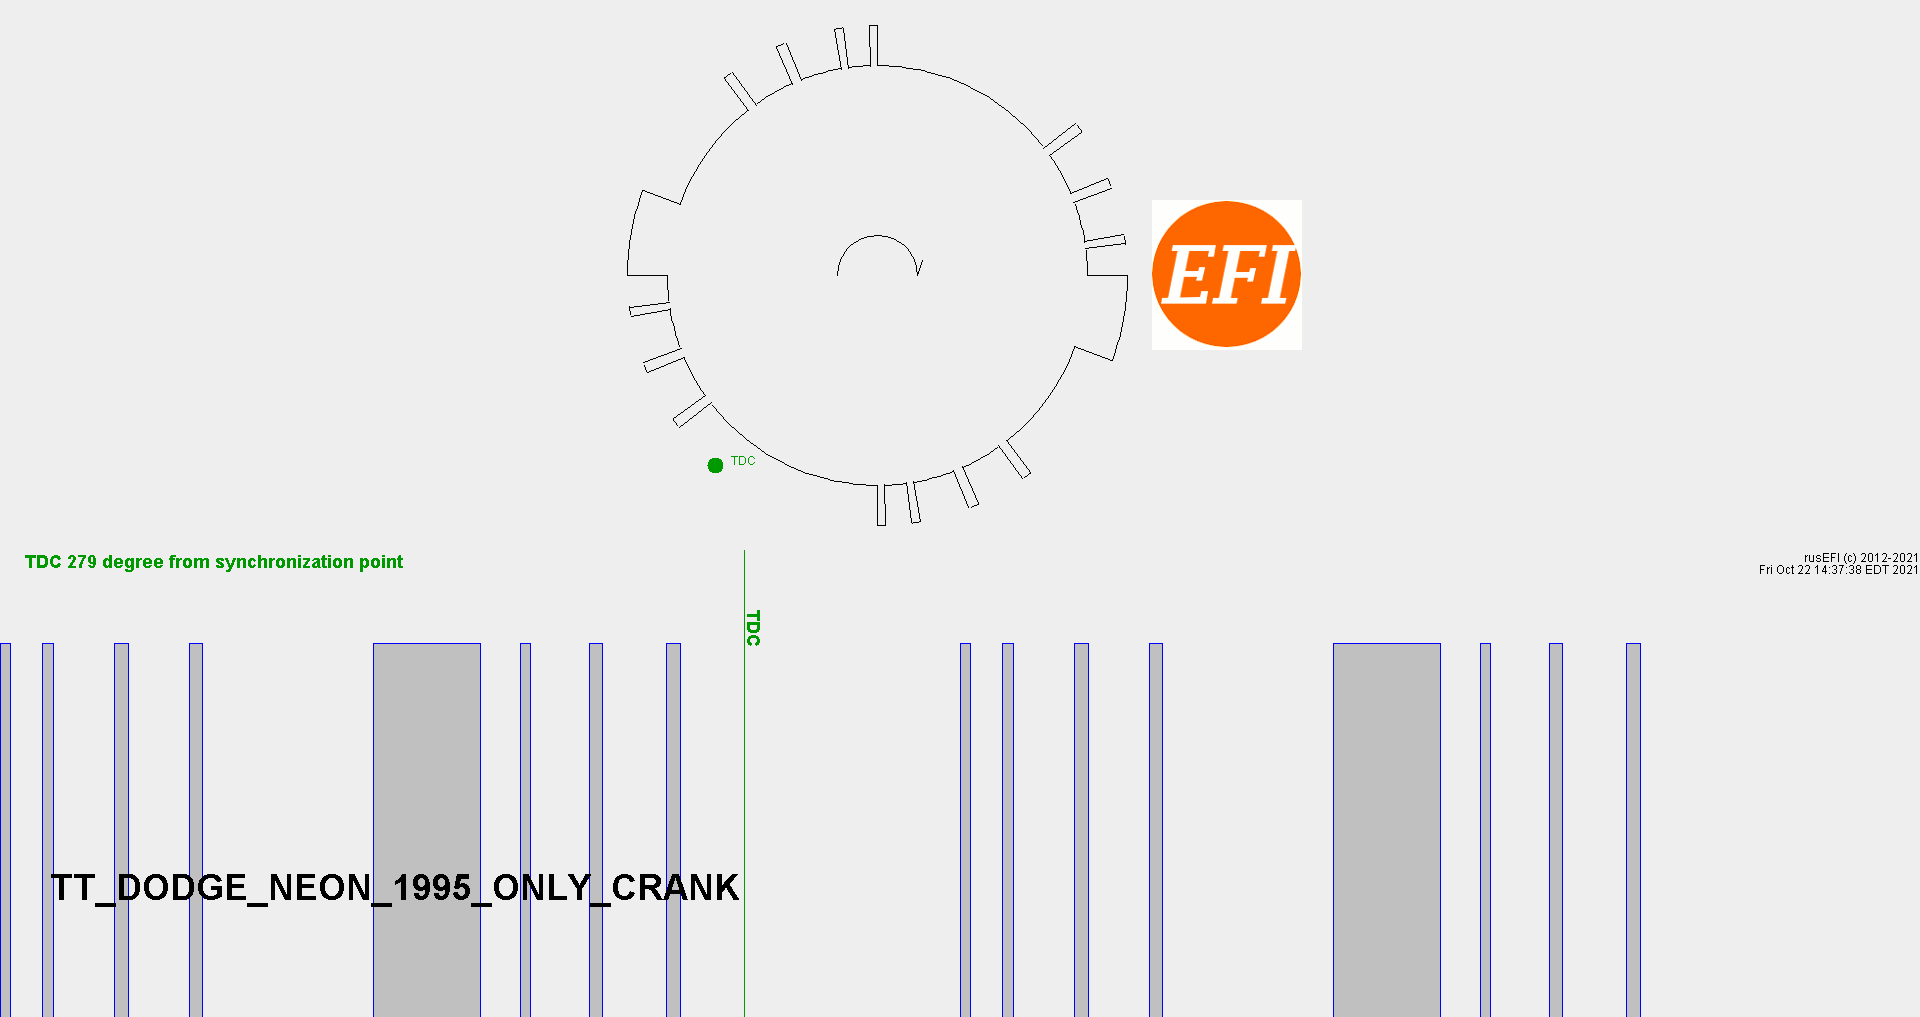 EFI
TDC
TDC 279 degree from synchronization point
rusEFI (c) 2012-2021
Fri Oct 22 14:37:38 EDT 2021
TDC
TT_DODGE_NEON_1995_ONLY_CRANK